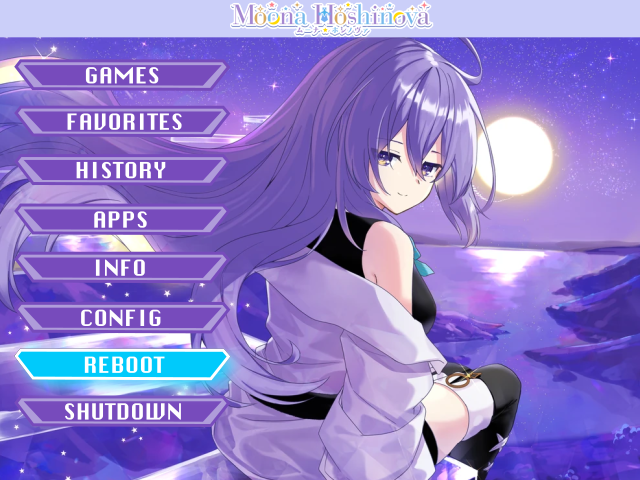 Moona Hoshinova
ムーナ・ホシノヴァ
GAMES
FAVORITES
HISTORY
APPS
INFO
CONFIG
REBOOT
SHUTDOWN